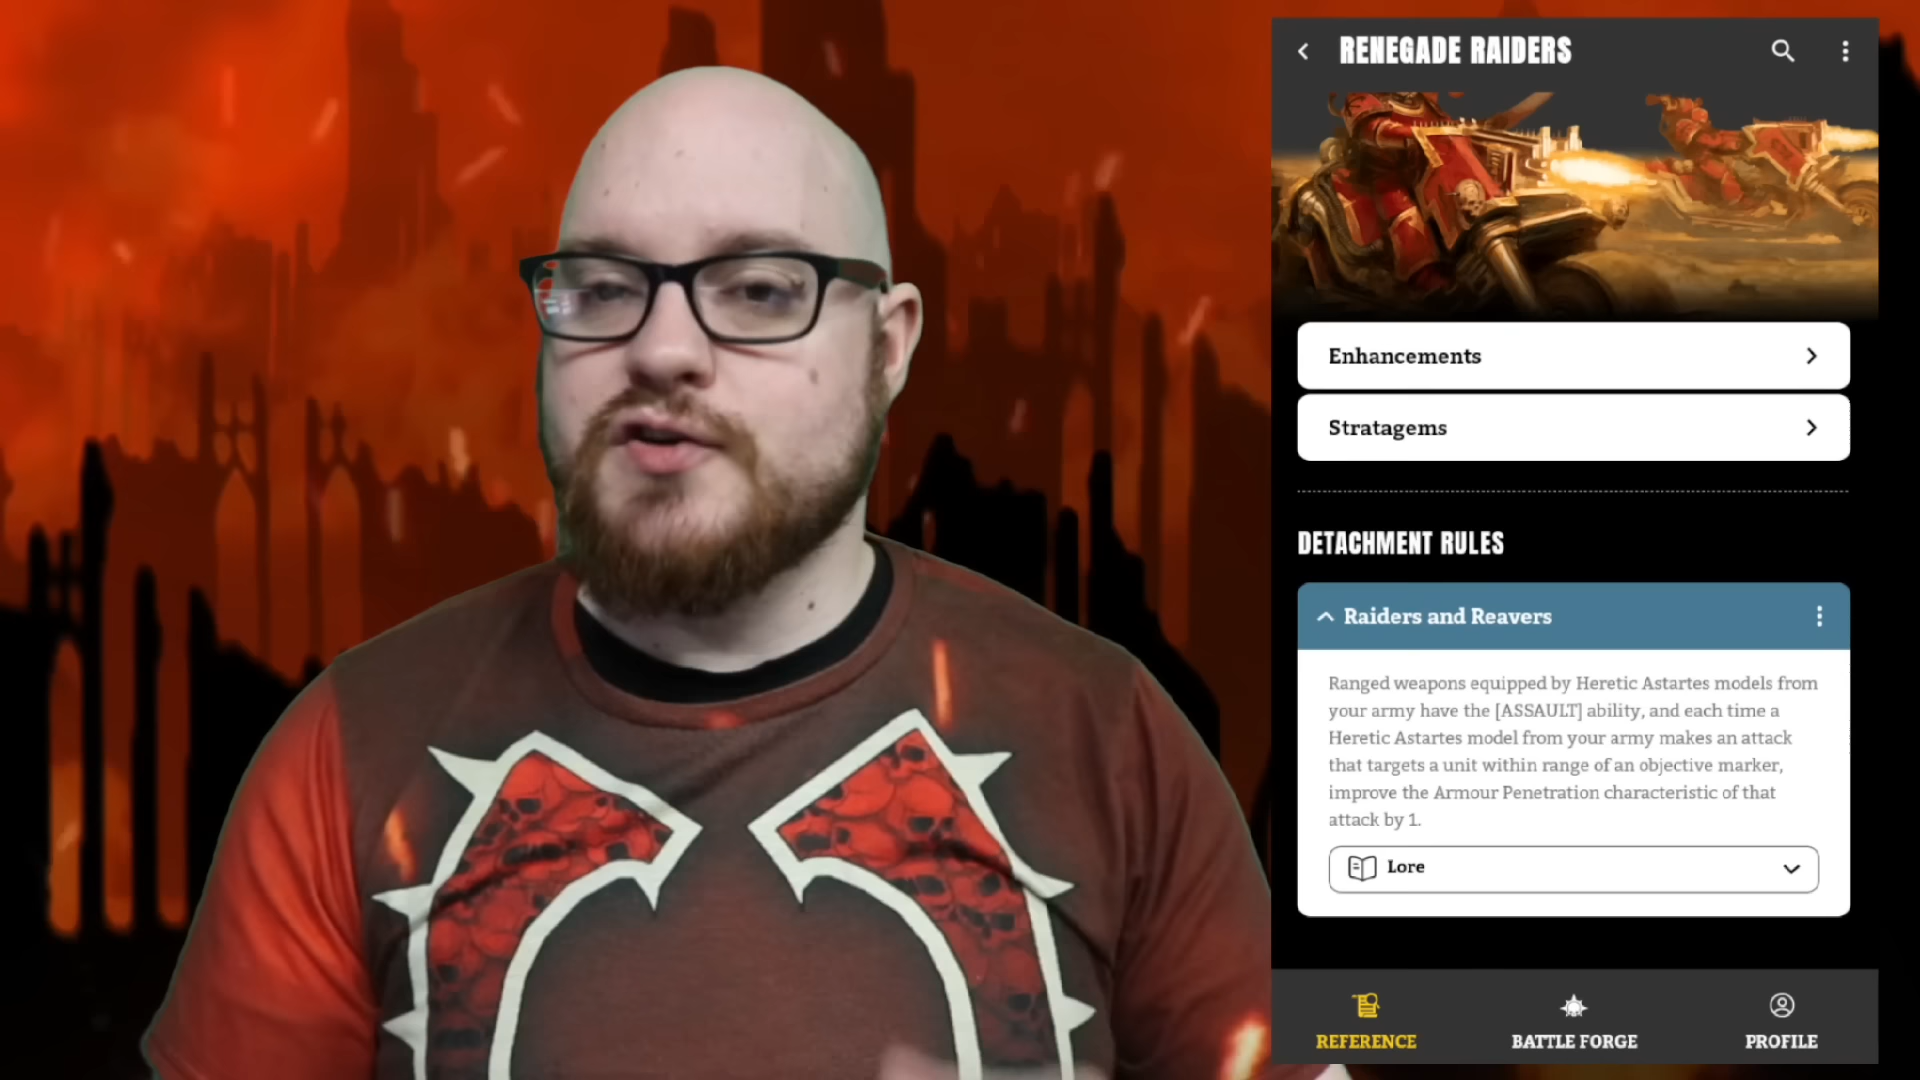 RENEGADE RAIDERS
Enhancements
Stratagems
DETACHMENT RULES
Raiders and Reavers
Ranged weapons equipped by Heretic Astartes models from
your army have the [ASSAULT] ability, and each time a
Heretic Astartes model from your army makes an attack
that targets a unit within range of an objective marker,
improve the Armour Penetration characteristic of that
attack by 1.
Lore
REFERENCE
BATTLE FORGE
PROFILE